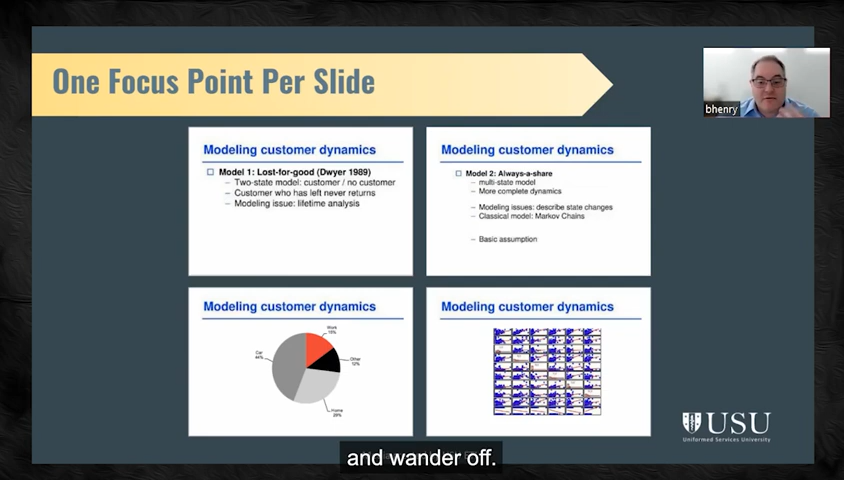 One Focus Point Per Slide
bhenry
Modeling customer dynamics
Model 1: Lost-for-good (Dwyer 1989)
– Two-state model: customer / no customer
– Customer who has left never returns
– Modeling issue: lifetime analysis
Modeling customer dynamics
Model 2: Always-a-share
– multi-state model
– More complete dynamics
– Modeling issues: describe state changes
– Classical model: Markov Chains
– Basic assumption
Modeling customer dynamics
Work
Car
44%
Other
12%
Home
29%
Modeling customer dynamics
USU
Uniformed Services University
and wander off.